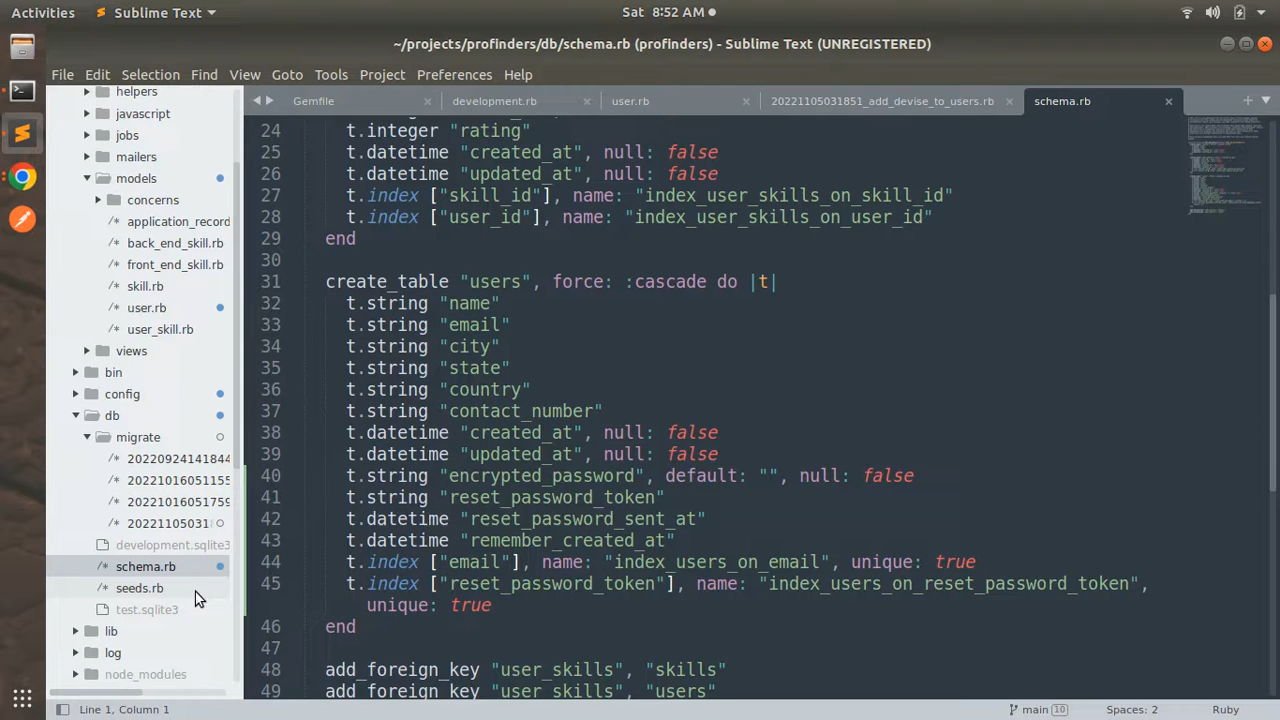 Activities
Sublime Text
Sat 8:52 AM
~/projects/profinders/db/schema.rb (profinders) - Sublime Text (UNREGISTERED)
File Edit Selection Find View Goto Tools Project Preferences Help
helpers
javascript
jobs
mailers
models
concerns
application_record
back_end_skill.rb
front_end_skill.rb
skill.rb
user.rb
user_skill.rb
views
bin
config
db
migrate
20220924141844
20221016051155
20221016051759
202211050318
development.sqlite3
schema.rb
seeds.rb
test.sqlite3
lib
log
node_modules
Gemfile
development.rb
user.rb
20221105031851_add_devise_to_users.rb
schema.rb
24 t.integer "rating"
25 t.datetime "created_at", null: false
26 t.datetime "updated_at", null: false
27 t.index ["skill_id"], name: "index_user_skills_on_skill_id"
28 t.index ["user_id"], name: "index_user_skills_on_user_id"
29 end
30
31 create_table "users", force: :cascade do |t|
32 t.string "name"
33 t.string "email"
34 t.string "city"
35 t.string "state"
36 t.string "country"
37 t.string "contact_number"
38 t.datetime "created_at", null: false
39 t.datetime "updated_at", null: false
40 t.string "encrypted_password", default: "", null: false
41 t.string "reset_password_token"
42 t.datetime "reset_password_sent_at"
43 t.datetime "remember_created_at"
44 t.index ["email"], name: "index_users_on_email", unique: true
45 t.index ["reset_password_token"], name: "index_users_on_reset_password_token",
unique: true
46 end
47
48 add_foreign_key "user_skills", "skills"
49 add_foreign_key "user_skills", "users"
Line 1, Column 1
main 10
Spaces: 2
Ruby